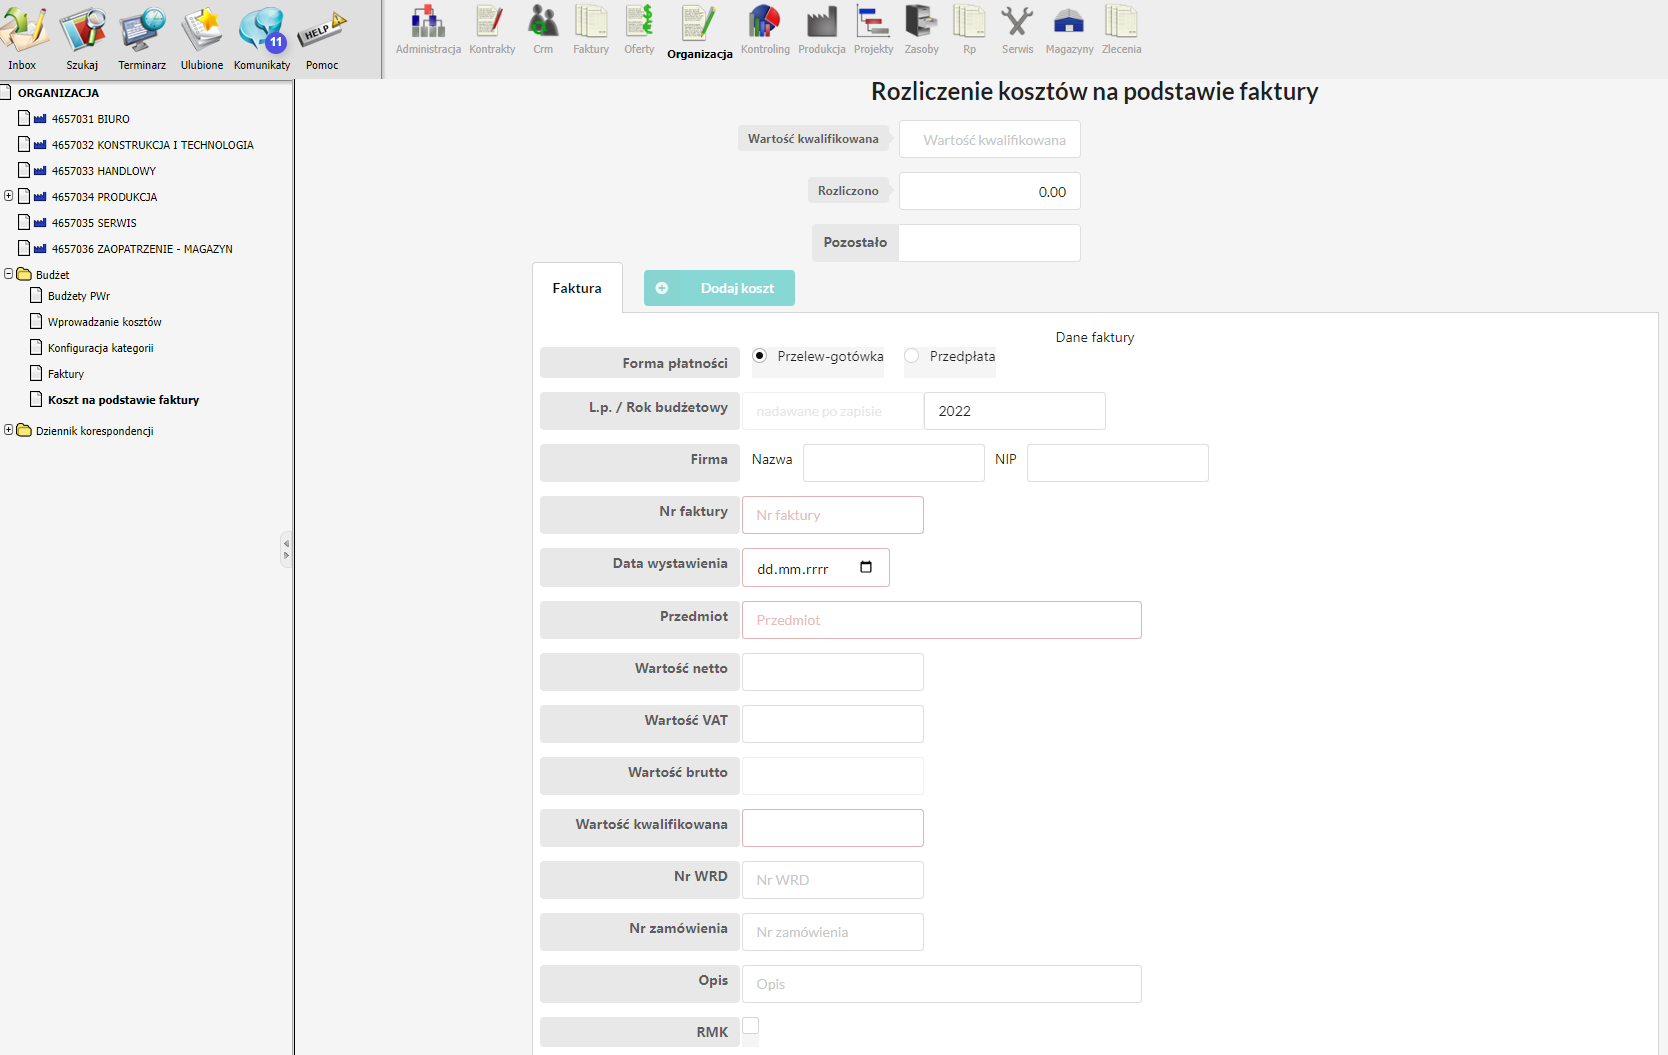 Inbox
Szukaj
Terminarz
Ulubione
11
Komunikaty
HELP
Pomoc
Administracja
Kontrakty
Crm
Faktury
Oferty
Organizacja
Kontroling
Produkcja
Projekty
Zasoby
Rp
Serwis
Magazyny
Zlecenia
ORGANIZACJA
4657031 BIURO
4657032 KONSTRUKCJA I TECHNOLOGIA
4657033 HANDLOWY
4657034 PRODUKCJA
4657035 SERWIS
4657036 ZAOPATRZENIE - MAGAZYN
Budżet
Budżety PWr
Wprowadzanie kosztów
Konfiguracja kategorii
Faktury
Koszt na podstawie faktury
Dziennik korespondencji
Rozliczenie kosztów na podstawie faktury
Wartość kwalifikowana Wartość kwalifikowana
Rozliczono 0.00
Pozostało
Faktura Dodaj koszt
Dane faktury
Forma płatności Przelew-gotówka Przedpłata
L.p. / Rok budżetowy nadawane po zapisie 2022
Firma Nazwa NIP
Nr faktury Nr faktury
Data wystawienia dd.mm.rrrr
Przedmiot Przedmiot
Wartość netto
Wartość VAT
Wartość brutto
Wartość kwalifikowana
Nr WRD Nr WRD
Nr zamówienia Nr zamówienia
Opis Opis
RMK